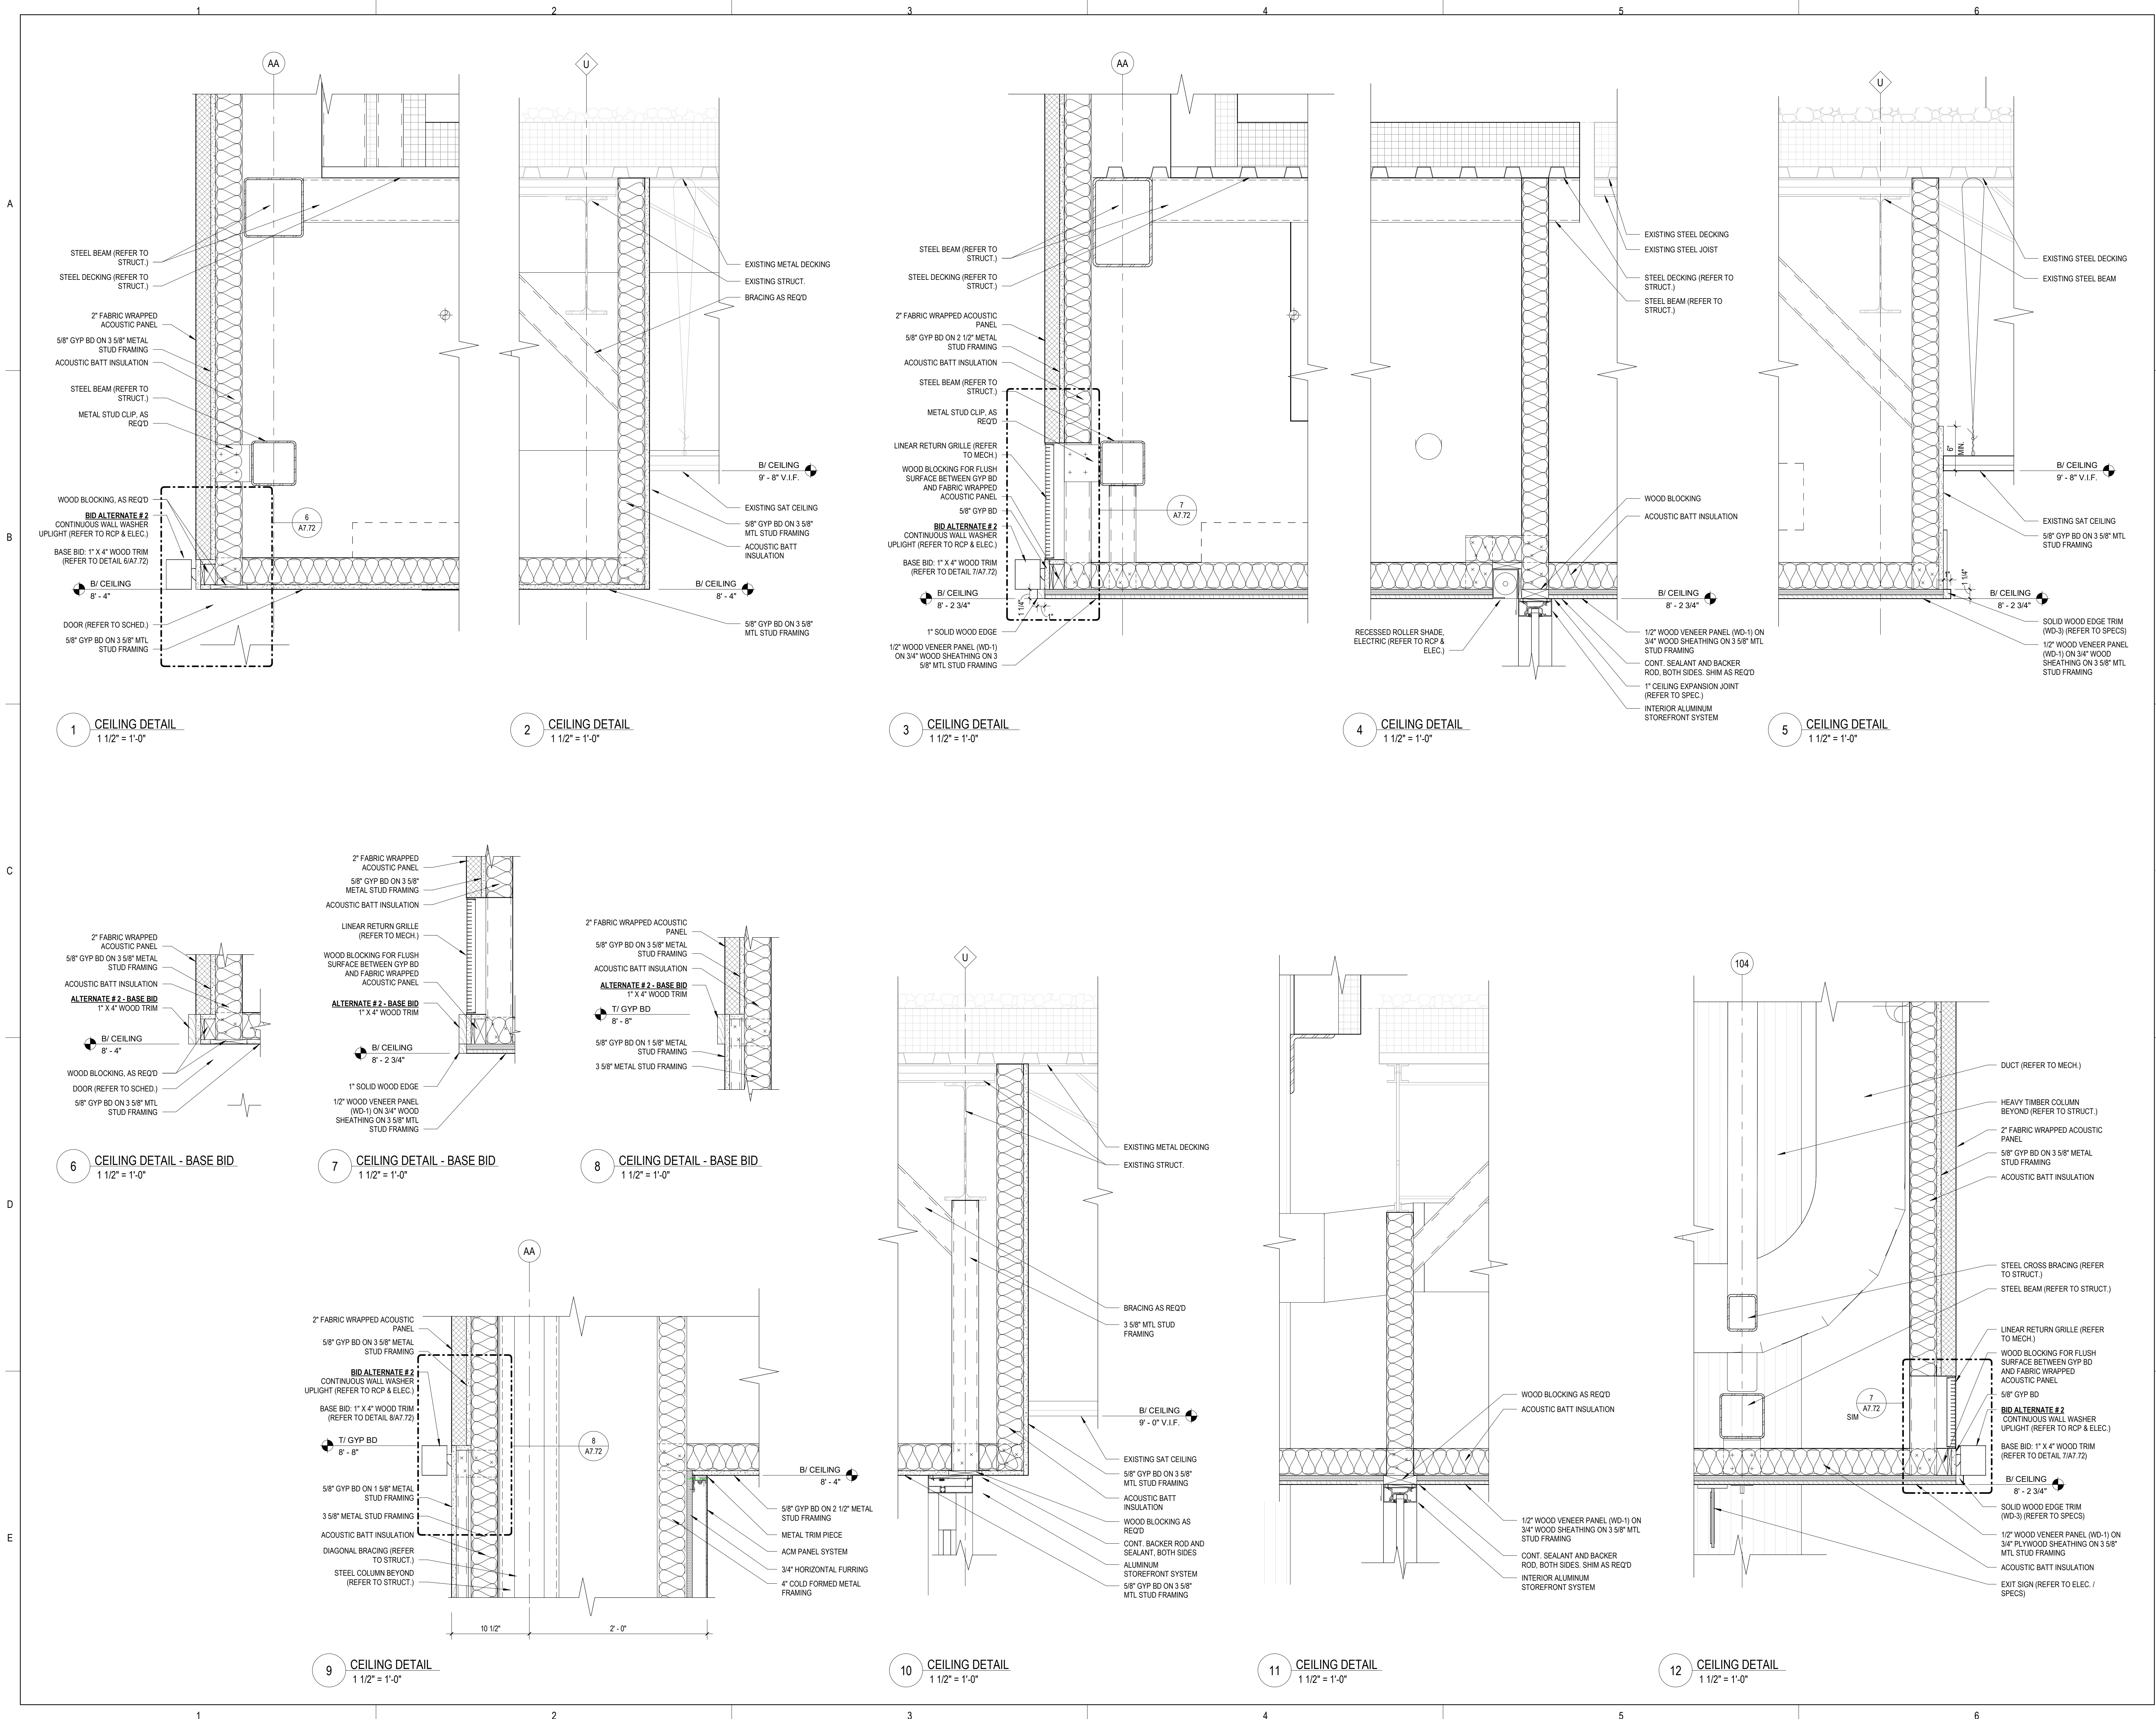 1
2
3
4
5
6
A
B
C
D
E
AA
STEEL BEAM (REFER TO
STRUCT.)
STEEL DECKING (REFER TO
STRUCT.)
2" FABRIC WRAPPED
ACOUSTIC PANEL
5/8" GYP BD ON 3 5/8" METAL
STUD FRAMING
ACOUSTIC BATT INSULATION
STEEL BEAM (REFER TO
STRUCT.)
METAL STUD CLIP, AS
REQ'D
WOOD BLOCKING, AS REQ'D
BID ALTERNATE # 2
CONTINUOUS WALL WASHER
UPLIGHT (REFER TO RCP & ELEC.)
BASE BID: 1" X 4" WOOD TRIM
(REFER TO DETAIL 6/A7.72)
B/ CEILING
8' - 4"
DOOR (REFER TO SCHED.)
5/8" GYP BD ON 3 5/8" MTL
STUD FRAMING
6
A7.72
1
CEILING DETAIL
1 1/2" = 1'-0"
U
EXISTING METAL DECKING
EXISTING STRUCT.
BRACING AS REQ'D
B/ CEILING
9' - 8" V.I.F.
EXISTING SAT CEILING
5/8" GYP BD ON 3 5/8"
MTL STUD FRAMING
ACOUSTIC BATT
INSULATION
B/ CEILING
8' - 4"
5/8" GYP BD ON 3 5/8"
MTL STUD FRAMING
2
CEILING DETAIL
1 1/2" = 1'-0"
AA
STEEL BEAM (REFER TO
STRUCT.)
STEEL DECKING (REFER TO
STRUCT.)
2" FABRIC WRAPPED ACOUSTIC
PANEL
5/8" GYP BD ON 2 1/2" METAL
STUD FRAMING
ACOUSTIC BATT INSULATION
STEEL BEAM (REFER TO
STRUCT.)
METAL STUD CLIP, AS
REQ'D
LINEAR RETURN GRILLE (REFER
TO MECH.)
WOOD BLOCKING FOR FLUSH
SURFACE BETWEEN GYP BD
AND FABRIC WRAPPED
ACOUSTIC PANEL
5/8" GYP BD
BID ALTERNATE # 2
CONTINUOUS WALL WASHER
UPLIGHT (REFER TO RCP & ELEC.)
BASE BID: 1" X 4" WOOD TRIM
(REFER TO DETAIL 7/A7.72)
B/ CEILING
8' - 2 3/4"
1 1/4"
1"
1" SOLID WOOD EDGE
1/2" WOOD VENEER PANEL (WD-1)
ON 3/4" WOOD SHEATHING ON 3
5/8" MTL STUD FRAMING
7
A7.72
3
CEILING DETAIL
1 1/2" = 1'-0"
EXISTING STEEL DECKING
EXISTING STEEL JOIST
STEEL DECKING (REFER TO
STRUCT.)
STEEL BEAM (REFER TO
STRUCT.)
WOOD BLOCKING
ACOUSTIC BATT INSULATION
B/ CEILING
8' - 2 3/4"
RECESSED ROLLER SHADE,
ELECTRIC (REFER TO RCP &
ELEC.)
1/2" WOOD VENEER PANEL (WD-1) ON
3/4" WOOD SHEATHING ON 3 5/8" MTL
STUD FRAMING
CONT. SEALANT AND BACKER
ROD, BOTH SIDES. SHIM AS REQ'D
1" CEILING EXPANSION JOINT
(REFER TO SPEC.)
INTERIOR ALUMINUM
STOREFRONT SYSTEM
4
CEILING DETAIL
1 1/2" = 1'-0"
U
EXISTING STEEL DECKING
EXISTING STEEL BEAM
6"
MIN.
B/ CEILING
9' - 8" V.I.F.
EXISTING SAT CEILING
5/8" GYP BD ON 3 5/8" MTL
STUD FRAMING
1"
1 1/4"
B/ CEILING
8' - 2 3/4"
SOLID WOOD EDGE TRIM
(WD-3) (REFER TO SPECS)
1/2" WOOD VENEER PANEL
(WD-1) ON 3/4" WOOD
SHEATHING ON 3 5/8" MTL
STUD FRAMING
5
CEILING DETAIL
1 1/2" = 1'-0"
2" FABRIC WRAPPED
ACOUSTIC PANEL
5/8" GYP BD ON 3 5/8" METAL
STUD FRAMING
ACOUSTIC BATT INSULATION
ALTERNATE # 2 - BASE BID
1" X 4" WOOD TRIM
B/ CEILING
8' - 4"
WOOD BLOCKING, AS REQ'D
DOOR (REFER TO SCHED.)
5/8" GYP BD ON 3 5/8" MTL
STUD FRAMING
6
CEILING DETAIL - BASE BID
1 1/2" = 1'-0"
2" FABRIC WRAPPED
ACOUSTIC PANEL
5/8" GYP BD ON 3 5/8"
METAL STUD FRAMING
ACOUSTIC BATT INSULATION
LINEAR RETURN GRILLE
(REFER TO MECH.)
WOOD BLOCKING FOR FLUSH
SURFACE BETWEEN GYP BD
AND FABRIC WRAPPED
ACOUSTIC PANEL
ALTERNATE # 2 - BASE BID
1" X 4" WOOD TRIM
B/ CEILING
8' - 2 3/4"
1" SOLID WOOD EDGE
1/2" WOOD VENEER PANEL
(WD-1) ON 3/4" WOOD
SHEATHING ON 3 5/8" MTL
STUD FRAMING
7
CEILING DETAIL - BASE BID
1 1/2" = 1'-0"
2" FABRIC WRAPPED ACOUSTIC
PANEL
5/8" GYP BD ON 3 5/8" METAL
STUD FRAMING
ACOUSTIC BATT INSULATION
ALTERNATE # 2 - BASE BID
1" X 4" WOOD TRIM
T/ GYP BD
8' - 8"
5/8" GYP BD ON 1 5/8" METAL
STUD FRAMING
3 5/8" METAL STUD FRAMING
8
CEILING DETAIL - BASE BID
1 1/2" = 1'-0"
AA
2" FABRIC WRAPPED ACOUSTIC
PANEL
5/8" GYP BD ON 3 5/8" METAL
STUD FRAMING
BID ALTERNATE # 2
CONTINUOUS WALL WASHER
UPLIGHT (REFER TO RCP & ELEC.)
BASE BID: 1" X 4" WOOD TRIM
(REFER TO DETAIL 8/A7.72)
T/ GYP BD
8' - 8"
5/8" GYP BD ON 1 5/8" METAL
STUD FRAMING
3 5/8" METAL STUD FRAMING
ACOUSTIC BATT INSULATION
DIAGONAL BRACING (REFER
TO STRUCT.)
STEEL COLUMN BEYOND
(REFER TO STRUCT.)
8
A7.72
B/ CEILING
8' - 4"
5/8" GYP BD ON 2 1/2" METAL
STUD FRAMING
METAL TRIM PIECE
ACM PANEL SYSTEM
3/4" HORIZONTAL FURRING
4" COLD FORMED METAL
FRAMING
10 1/2"
2' - 0"
9
CEILING DETAIL
1 1/2" = 1'-0"
U
EXISTING METAL DECKING
EXISTING STRUCT.
BRACING AS REQ'D
3 5/8" MTL STUD
FRAMING
B/ CEILING
9' - 0" V.I.F.
EXISTING SAT CEILING
5/8" GYP BD ON 3 5/8"
MTL STUD FRAMING
ACOUSTIC BATT
INSULATION
WOOD BLOCKING AS
REQ'D
CONT. BACKER ROD AND
SEALANT, BOTH SIDES
ALUMINUM
STOREFRONT SYSTEM
5/8" GYP BD ON 3 5/8"
MTL STUD FRAMING
10
CEILING DETAIL
1 1/2" = 1'-0"
WOOD BLOCKING AS REQ'D
ACOUSTIC BATT INSULATION
1/2" WOOD VENEER PANEL (WD-1) ON
3/4" WOOD SHEATHING ON 3 5/8" MTL
STUD FRAMING
CONT. SEALANT AND BACKER
ROD, BOTH SIDES. SHIM AS REQ'D
INTERIOR ALUMINUM
STOREFRONT SYSTEM
11
CEILING DETAIL
1 1/2" = 1'-0"
104
DUCT (REFER TO MECH.)
HEAVY TIMBER COLUMN
BEYOND (REFER TO STRUCT.)
2" FABRIC WRAPPED ACOUSTIC
PANEL
5/8" GYP BD ON 3 5/8" METAL
STUD FRAMING
ACOUSTIC BATT INSULATION
STEEL CROSS BRACING (REFER
TO STRUCT.)
STEEL BEAM (REFER TO STRUCT.)
LINEAR RETURN GRILLE (REFER
TO MECH.)
WOOD BLOCKING FOR FLUSH
SURFACE BETWEEN GYP BD
AND FABRIC WRAPPED
ACOUSTIC PANEL
5/8" GYP BD
BID ALTERNATE # 2
CONTINUOUS WALL WASHER
UPLIGHT (REFER TO RCP & ELEC.)
BASE BID: 1" X 4" WOOD TRIM
(REFER TO DETAIL 7/A7.72)
7
A7.72
SIM
B/ CEILING
8' - 2 3/4"
SOLID WOOD EDGE TRIM
(WD-3) (REFER TO SPECS)
1/2" WOOD VENEER PANEL (WD-1) ON
3/4" PLYWOOD SHEATHING ON 3 5/8"
MTL STUD FRAMING
ACOUSTIC BATT INSULATION
EXIT SIGN (REFER TO ELEC. /
SPECS)
12
CEILING DETAIL
1 1/2" = 1'-0"
1
2
3
4
5
6